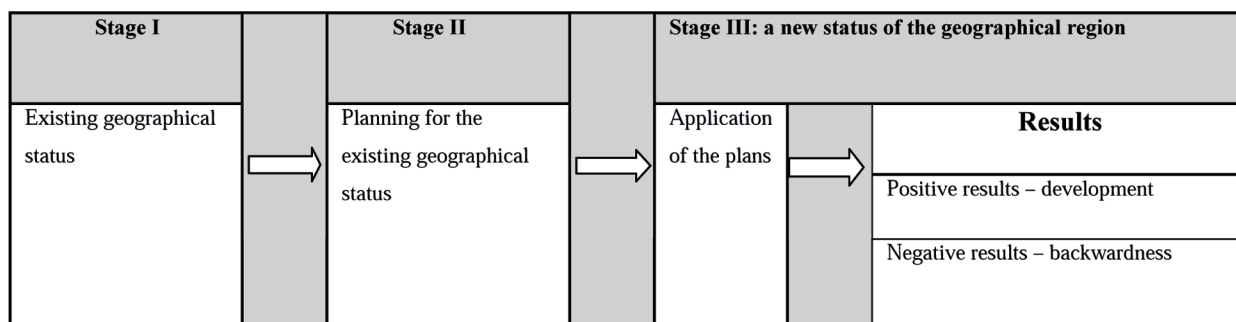 Stage I
Stage II
Stage III: a new status of the geographical region
Existing geographical
status
Planning for the
existing geographical
status
Application
of the plans
Results
Positive results – development
Negative results – backwardness